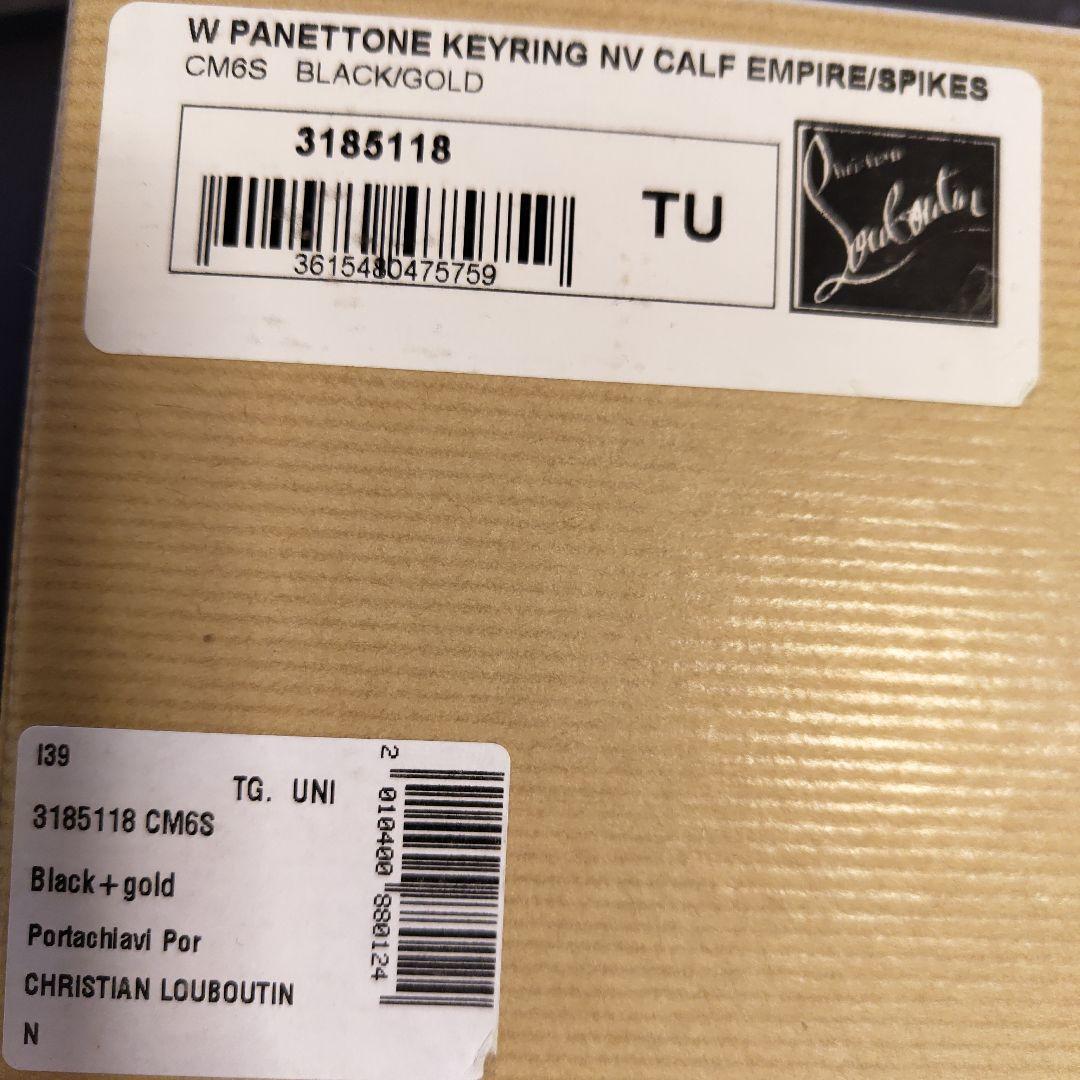 W PANETTONE KEYRING NV CALF EMPIRE/SPIKES
CM6S BLACK/GOLD
3185118
3615480475759
TU
Christian
Louboutin
I39
TG. UNI
3185118 CM6S
Black+gold
Portachiavi Por
CHRISTIAN LOUBOUTIN
N
2 010400 880124